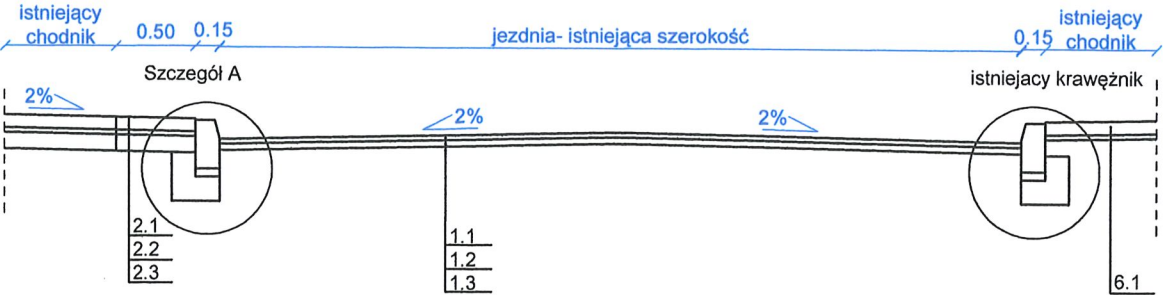 istniejący
chodnik
0.50
0.15
jezdnia- istniejąca szerokość
0,15
istniejący
chodnik
Szczegół A
istniejacy krawężnik
2%
2%
2%
2.1
2.2
2.3
1.1
1.2
1.3
6.1